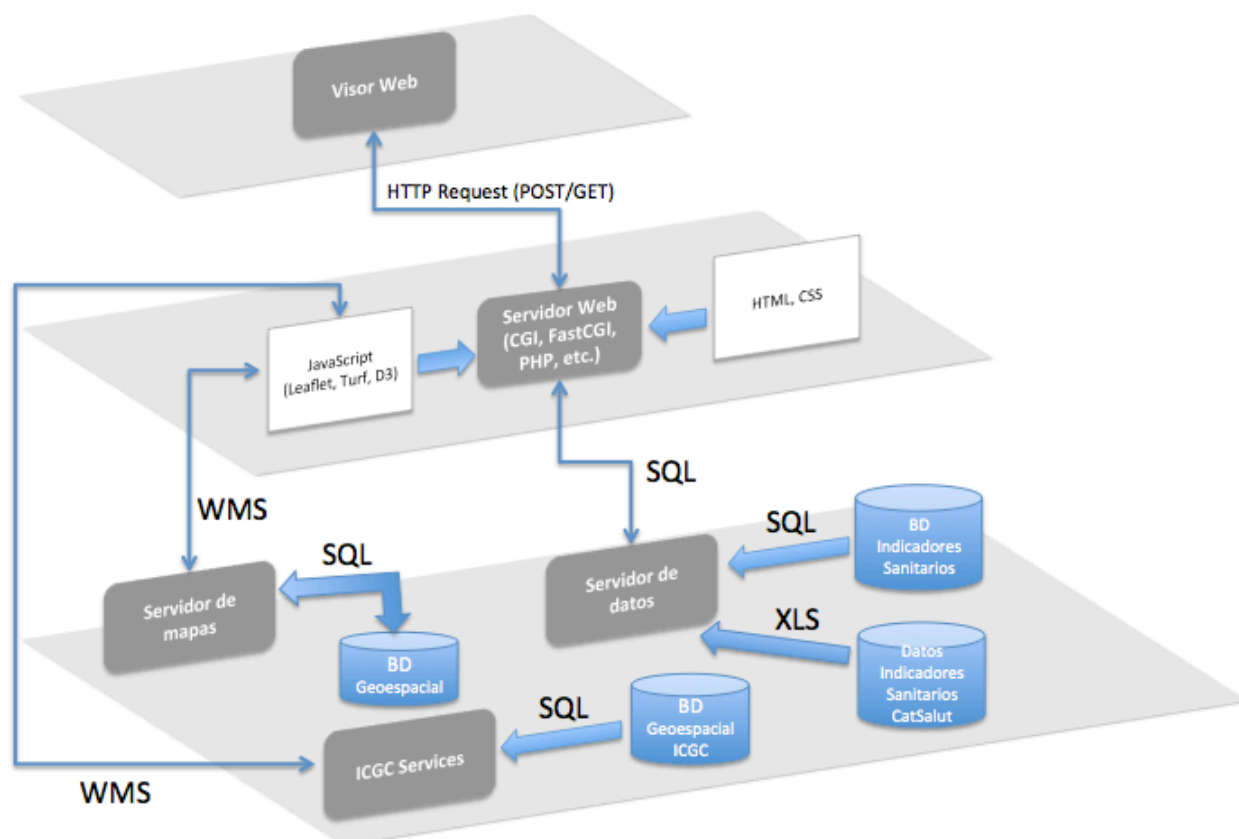 Visor Web
HTTP Request (POST/GET)
HTML, CSS
Servidor Web
(CGI, FastCGI,
PHP, etc.)
JavaScript
(Leaflet, Turf, D3)
WMS
SQL
SQL
BD
Indicadores
Sanitarios
SQL
Servidor de
datos
Servidor de
mapas
XLS
Datos
Indicadores
Sanitarios
CatSalut
BD
Geoespacial
SQL
BD
Geoespacial
ICGC
ICGC Services
WMS